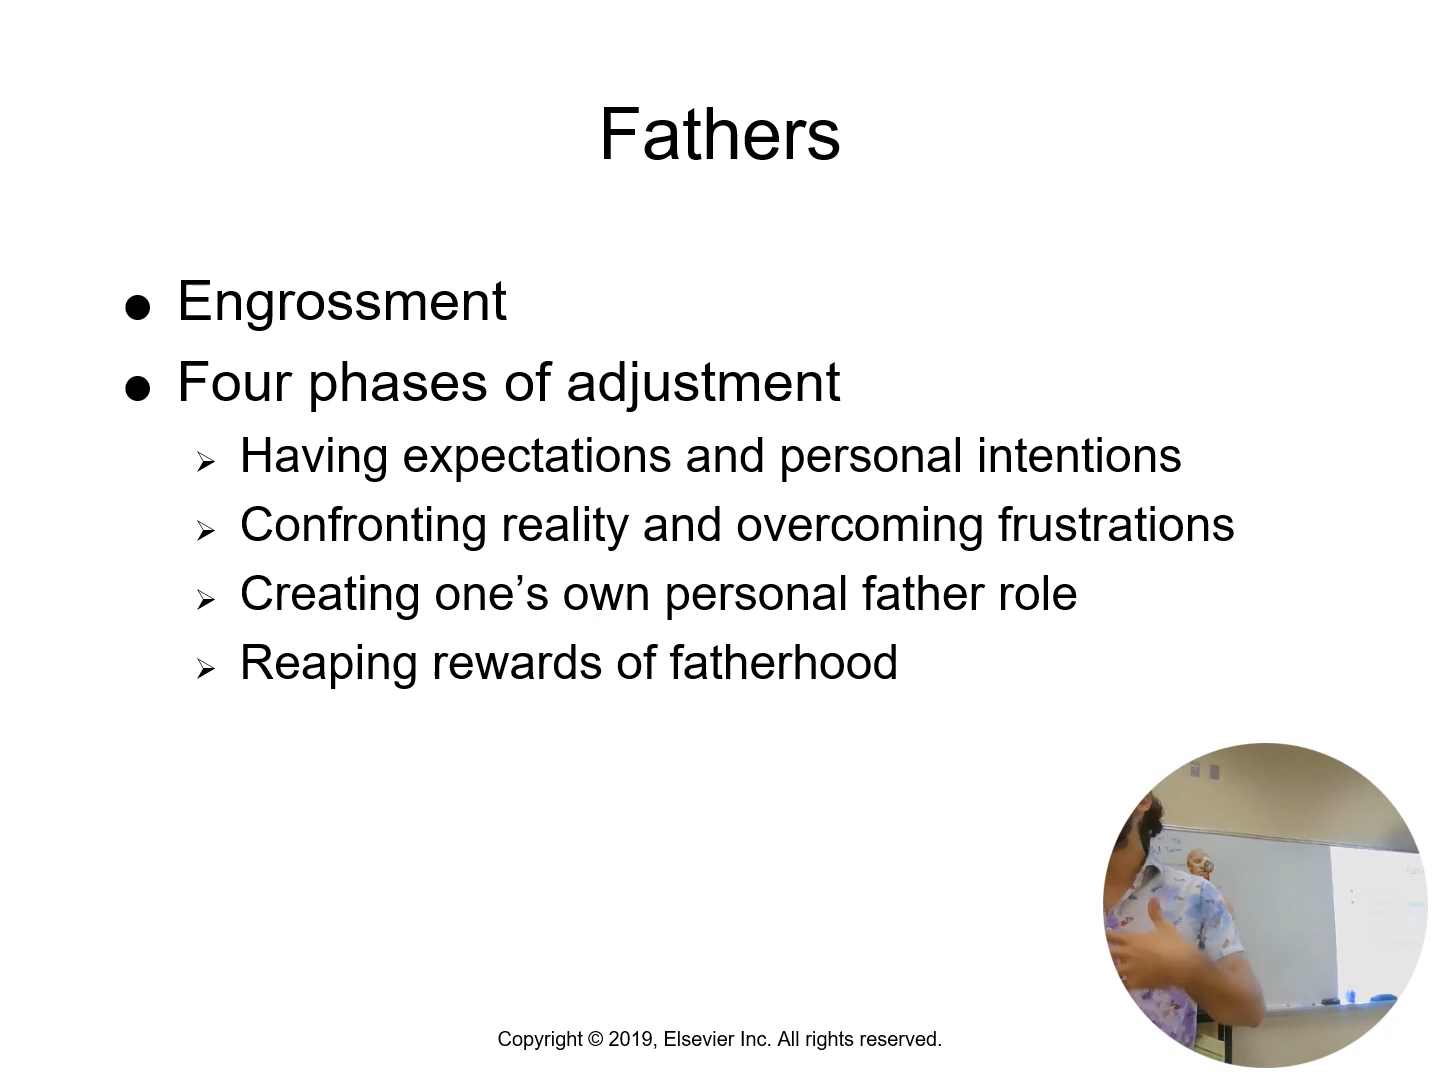 Fathers
● Engrossment
● Four phases of adjustment
➢ Having expectations and personal intentions
➢ Confronting reality and overcoming frustrations
➢ Creating one’s own personal father role
➢ Reaping rewards of fatherhood
Copyright © 2019, Elsevier Inc. All rights reserved.